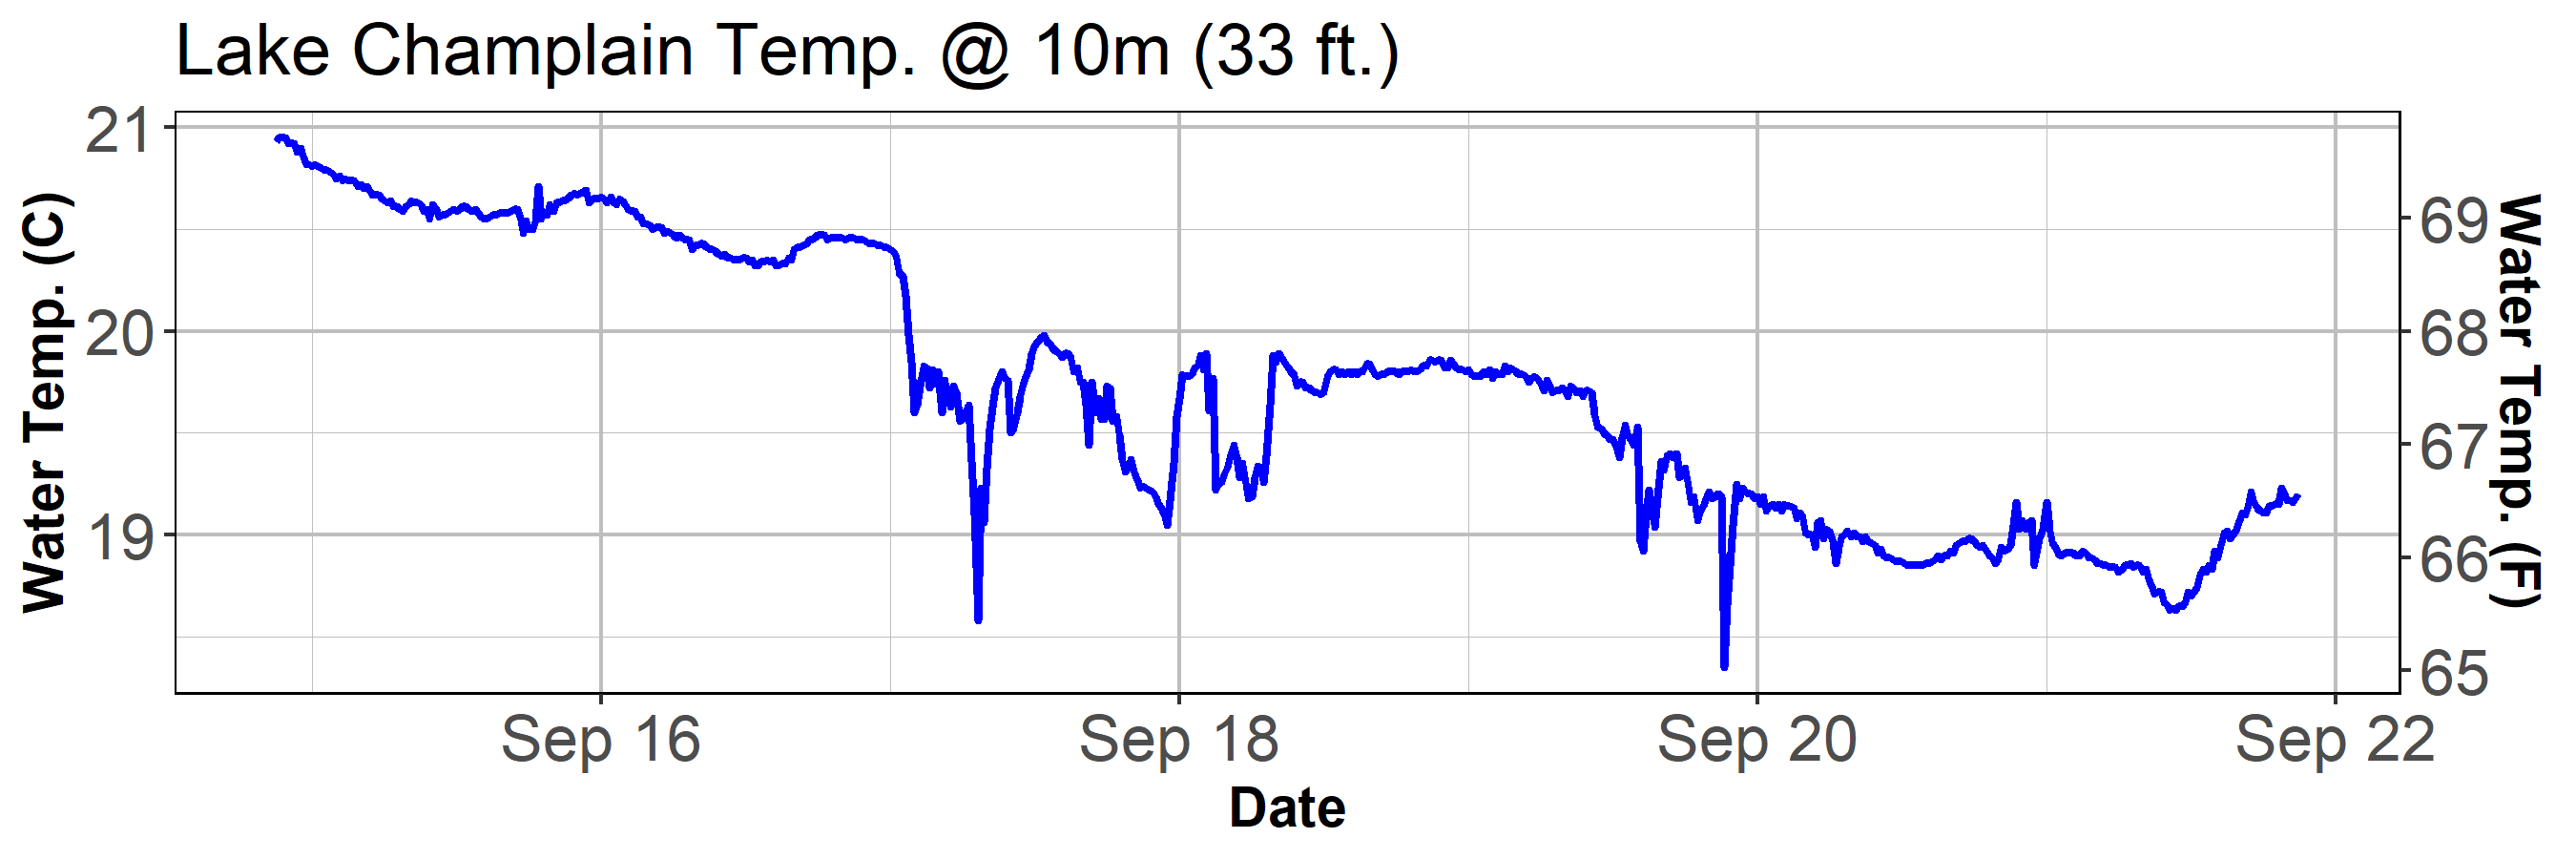 Lake Champlain Temp. @ 10m (33 ft.)
Water Temp. (C)
21
20
19
69
68
67
66
65
Water Temp. (F)
Sep 16 Sep 18 Sep 20 Sep 22
Date